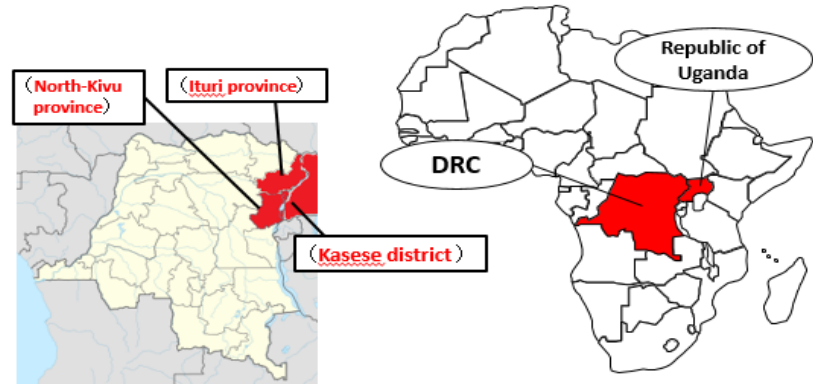 （North-Kivu
province）
（Ituri province）
（Kasese district）
Republic of
Uganda
DRC